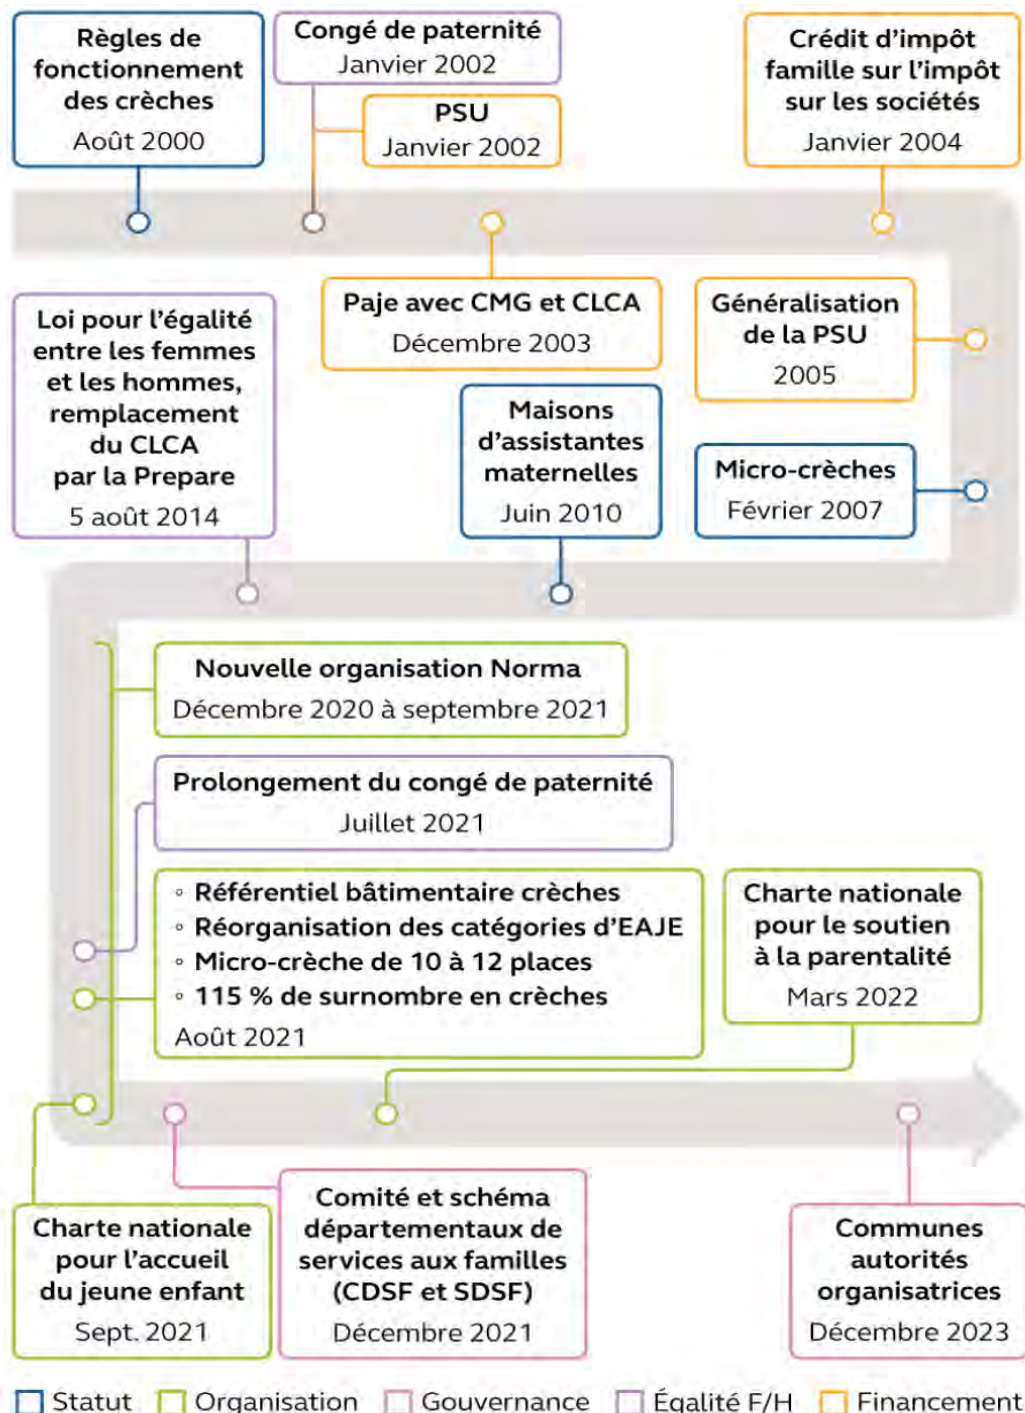 Règles de
fonctionnement
des crèches
Août 2000
Congé de paternité
Janvier 2002
PSU
Janvier 2002
Crédit d'impôt
famille sur l'impôt
sur les sociétés
Janvier 2004
Paje avec CMG et CLCA
Décembre 2003
Généralisation
de la PSU
2005
Micro-crèches
Février 2007
Maisons
d'assistantes
maternelles
Juin 2010
Loi pour l'égalité
entre les femmes
et les hommes,
remplacement
du CLCA
par la Prepare
5 août 2014
Nouvelle organisation Norma
Décembre 2020 à septembre 2021
Prolongement du congé de paternité
Juillet 2021
◦ Référentiel bâtimentaire crèches
◦ Réorganisation des catégories d'EAJE
◦ Micro-crèche de 10 à 12 places
◦ 115 % de surnombre en crèches
Août 2021
Charte nationale
pour le soutien
à la parentalité
Mars 2022
Charte nationale
pour l'accueil
du jeune enfant
Sept. 2021
Comité et schéma
départementaux de
services aux familles
(CDSF et SDSF)
Décembre 2021
Communes
autorités
organisatrices
Décembre 2023
Statut Organisation Gouvernance Égalité F/H Financement